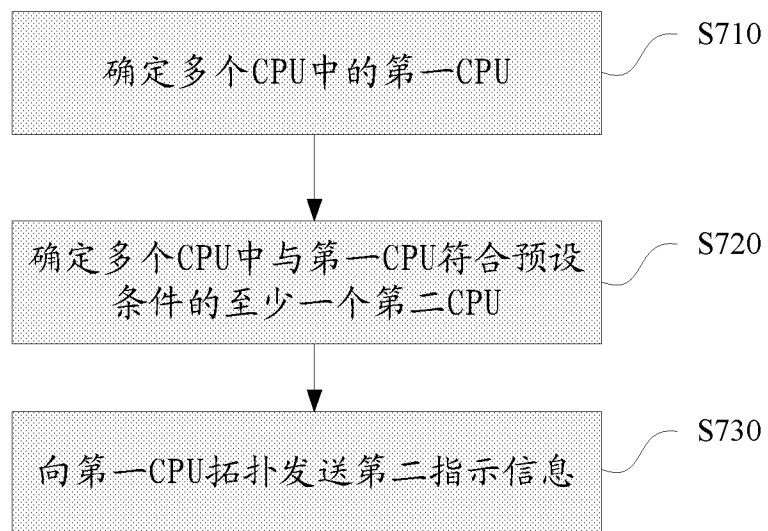 确定多个CPU中的第一CPU
S710
确定多个CPU中与第一CPU符合预设
条件的至少一个第二CPU
S720
向第一CPU拓扑发送第二指示信息
S730